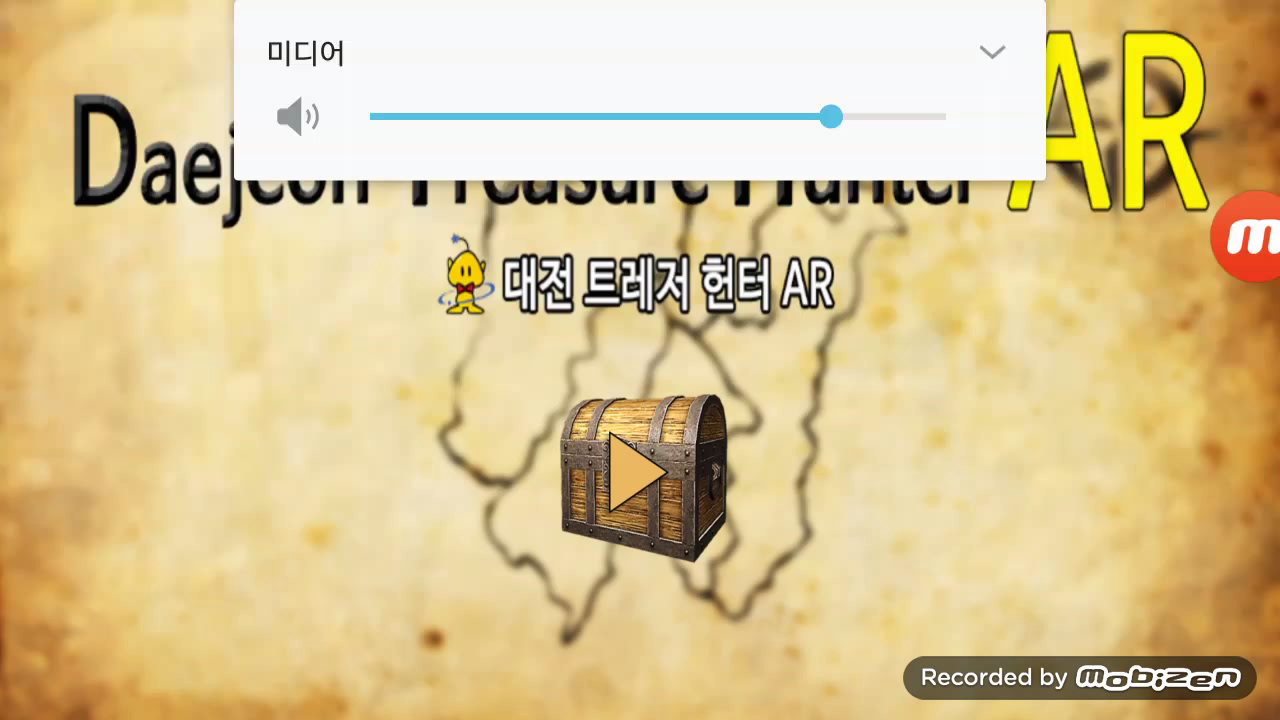 미디어
Daejeon Treasure Hunter AR
대전 트레저 헌터 AR
m
Recorded by mobizen